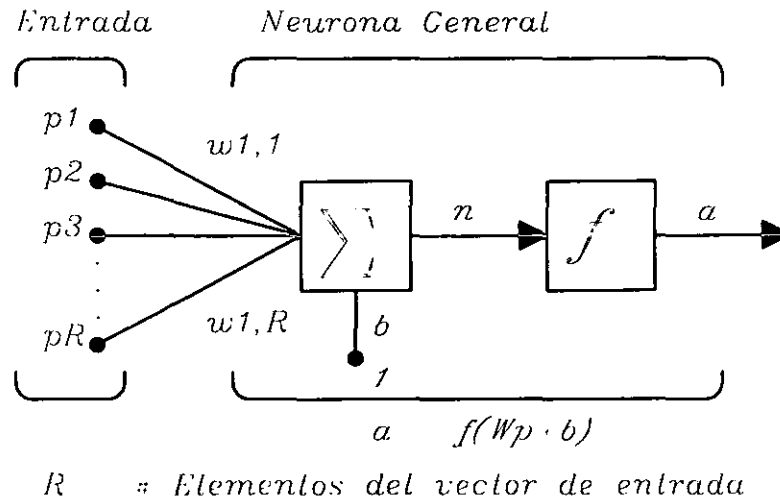 Entrada Neurona General
p1
w1,1
p2
p3
∑ n f a
pR
w1,R
b
1
a f(Wp · b)
R = Elementos del vector de entrada